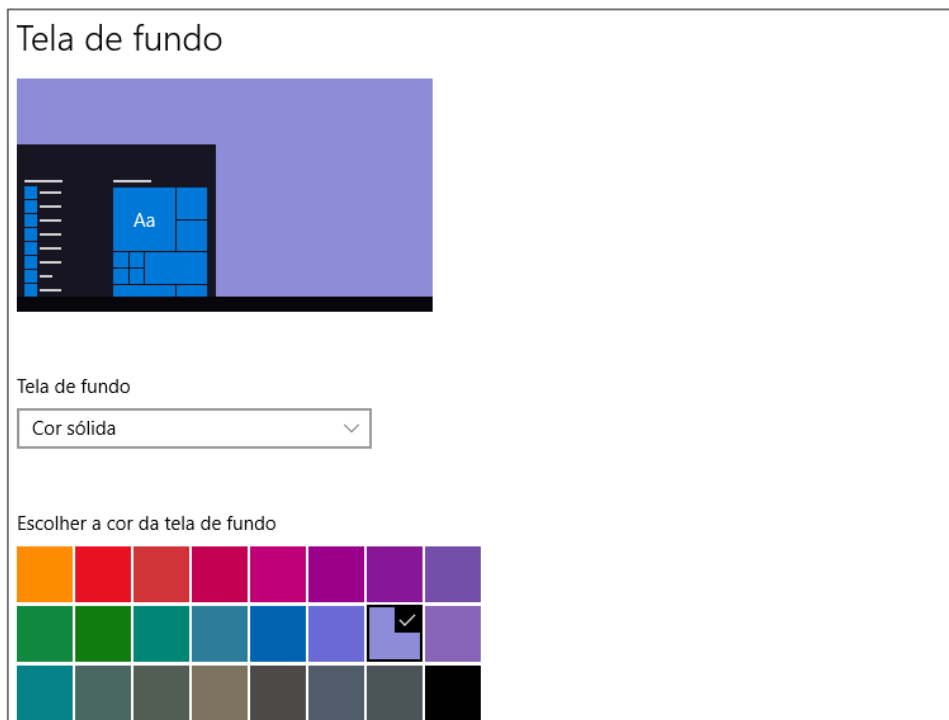 Tela de fundo
Aa
Tela de fundo
Cor sólida
Escolher a cor da tela de fundo